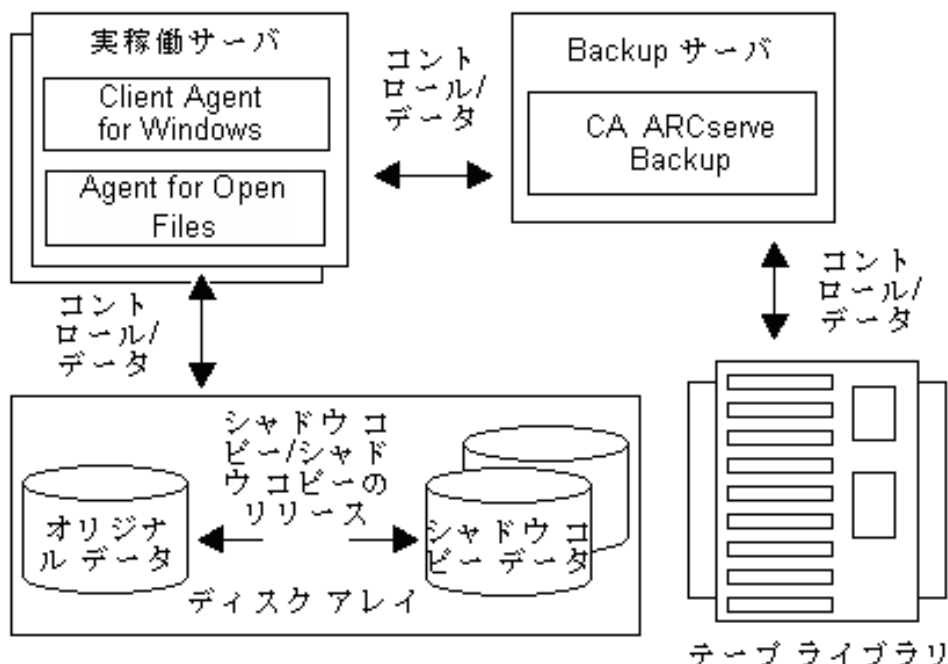 実稼働サーバ
Client Agent
for Windows
Agent for Open
Files
コント
ロール/
データ
Backup サーバ
CA ARCserve
Backup
コント
ロール/
データ
コント
ロール/
データ
シャドウ コ
ピー/シャド
ウ コピーの
リリース
オリジナ
ル データ
シャドウ コ
ピー データ
ディスク アレイ
テープ ライブラリ